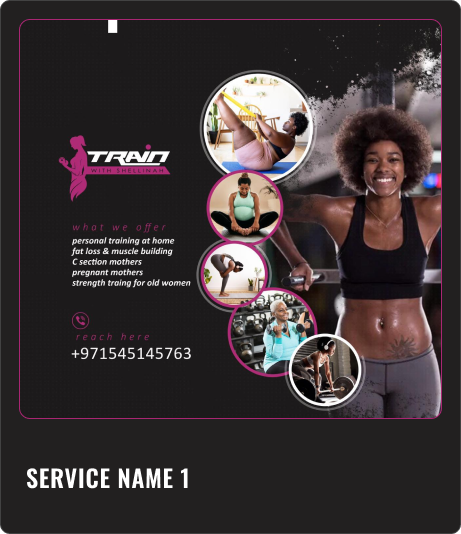 TRAIN
WITH SHELLINAH
what we offer
personal training at home
fat loss & muscle building
C section mothers
pregnant mothers
strength traing for old women
reach here
+971545145763
SERVICE NAME 1